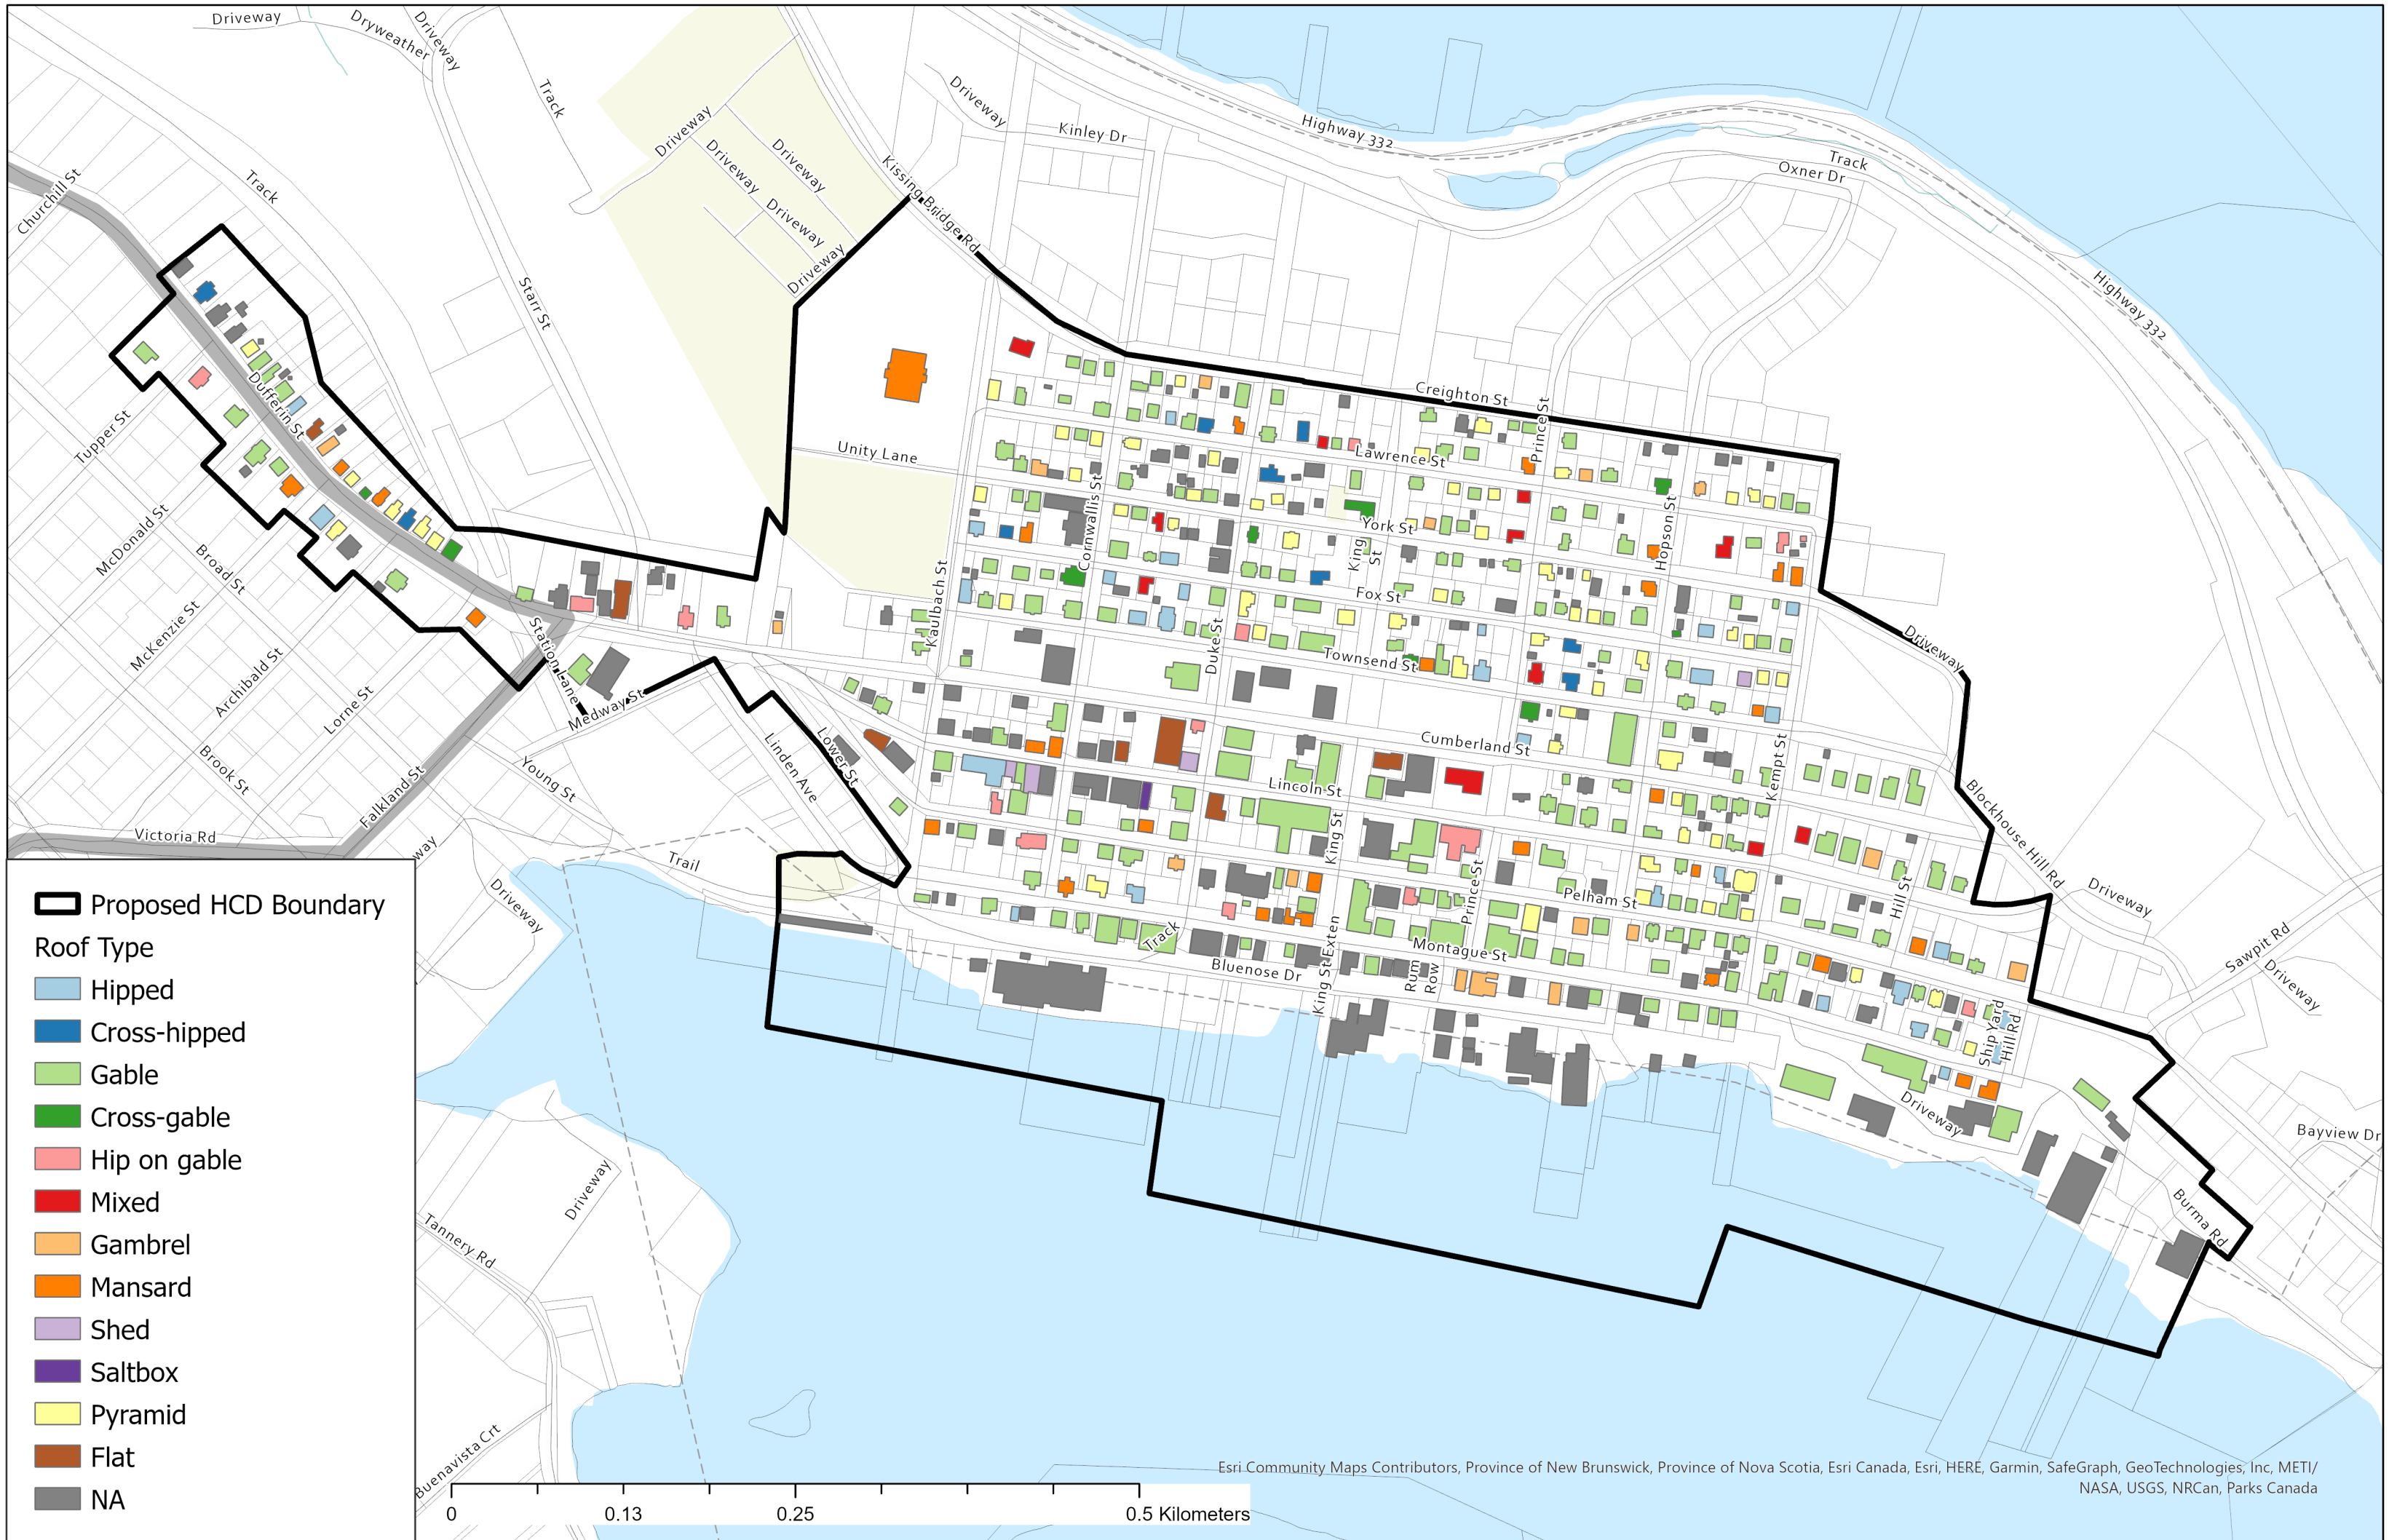 Driveway
Dryweather
Driveway
Track
Driveway
Driveway
Driveway
Driveway
Driveway
Kissing Bridge Rd
Driveway
Kinley Dr
Highway 332
Track
Oxner Dr
Highway 332
Churchill St
Track
Starr St
Dufferin St
Tupper St
McDonald St
Broad St
McKenzie St
Archibald St
Lorne St
Brook St
Falkland St
Victoria Rd
Station Lane
Medway St
Young St
Linden Ave
Lower St
Unity Lane
Kaulbach St
Cornwallis St
Duke St
King
St
Prince St
Hopson St
Creighton St
Lawrence St
York St
Fox St
Townsend St
Cumberland St
Lincoln St
Kempt St
King St
Prince St
Pelham St
Hill St
Driveway
Blockhouse Hill Rd
Driveway
Sawpit Rd
Driveway
Trail
way
Driveway
Track
Montague St
Bluenose Dr
King St Exten
Rum
Row
Ship Yard
Hill Rd
Driveway
Bayview Dr
Burma Rd
Driveway
Tannery Rd
Buenavista Crt
Proposed HCD Boundary
Roof Type
Hipped
Cross-hipped
Gable
Cross-gable
Hip on gable
Mixed
Gambrel
Mansard
Shed
Saltbox
Pyramid
Flat
NA
0
0.13
0.25
0.5 Kilometers
Esri Community Maps Contributors, Province of New Brunswick, Province of Nova Scotia, Esri Canada, Esri, HERE, Garmin, SafeGraph, GeoTechnologies, Inc, METI/
NASA, USGS, NRCan, Parks Canada